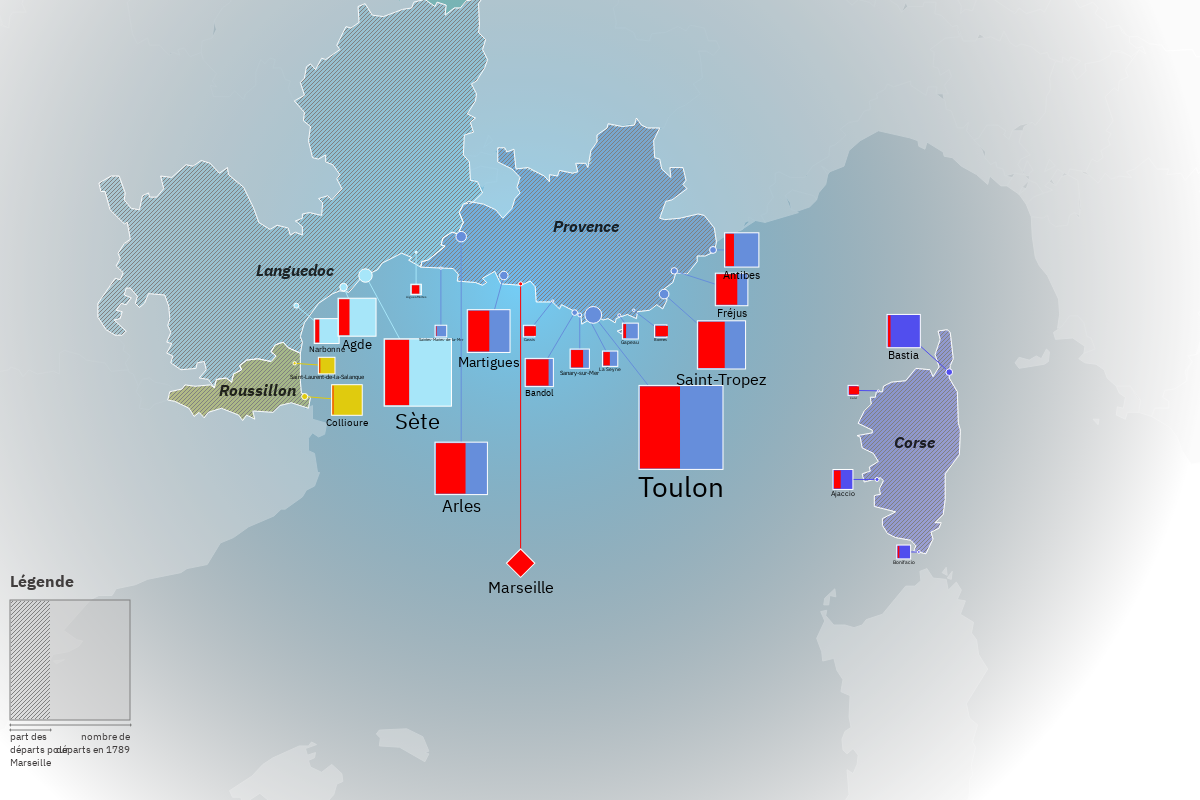 Provence
Languedoc
Antibes
Fréjus
Narbonne
Agde
Saintes-Maries-de-la-Mer
Martigues
Sanary-sur-Mer
La Seyne
Gapeau
Bastia
Saint-Laurent-de-la-Salanque
Saint-Tropez
Roussillon
Bandol
Collioure
Sète
Corse
Toulon
Ajaccio
Arles
Bonifacio
Marseille
Légende
part des
départs pour
Marseille
nombre de
départs en 1789